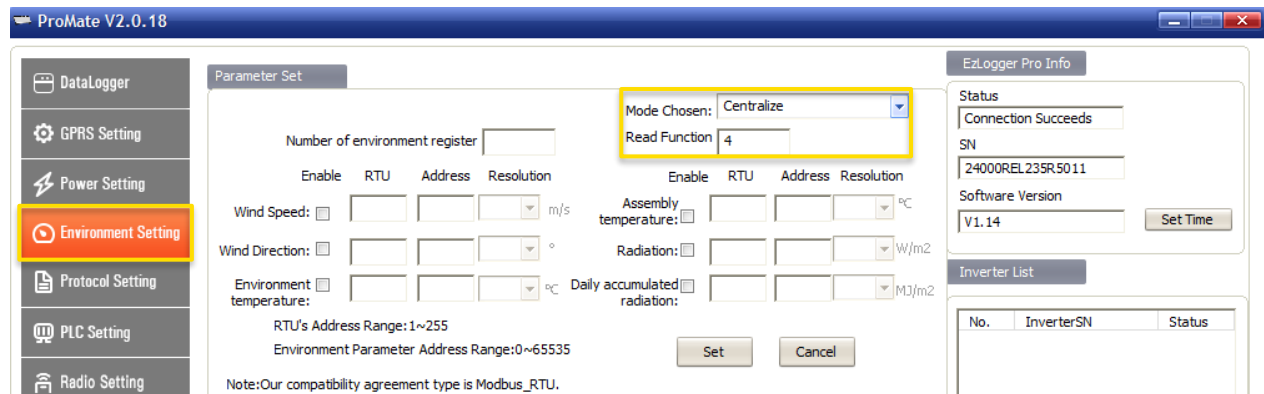 ProMate V2.0.18
DataLogger
GPRS Setting
Power Setting
Environment Setting
Protocol Setting
PLC Setting
Radio Setting
Parameter Set
Mode Chosen: Centralize
Number of environment register
Read Function 4
Enable RTU Address Resolution
Enable RTU Address Resolution
Wind Speed: m/s
Assembly temperature: ℃
Wind Direction: °
Radiation: W/m2
Environment temperature: ℃
Daily accumulated radiation: MJ/m2
RTU's Address Range:1~255
Environment Parameter Address Range:0~65535
Set Cancel
Note:Our compatibility agreement type is Modbus_RTU.
EzLogger Pro Info
Status
Connection Succeeds
SN
24000REL235R5011
Software Version
V1.14 Set Time
Inverter List
No. InverterSN Status